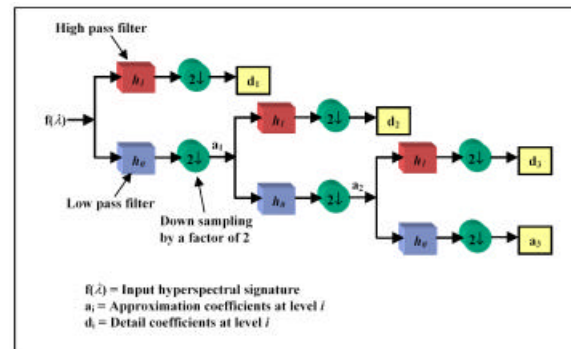 High pass filter
h₁ 2↓ d₁
f(λ) h₁ 2↓ d₂
a₁
h₀ 2↓ h₁ 2↓ d₃
a₂
h₀ 2↓
Low pass filter
Down sampling
by a factor of 2
h₀ 2↓ a₃
f(λ) = Input hyperspectral signature
aᵢ = Approximation coefficients at level i
dᵢ = Detail coefficients at level i